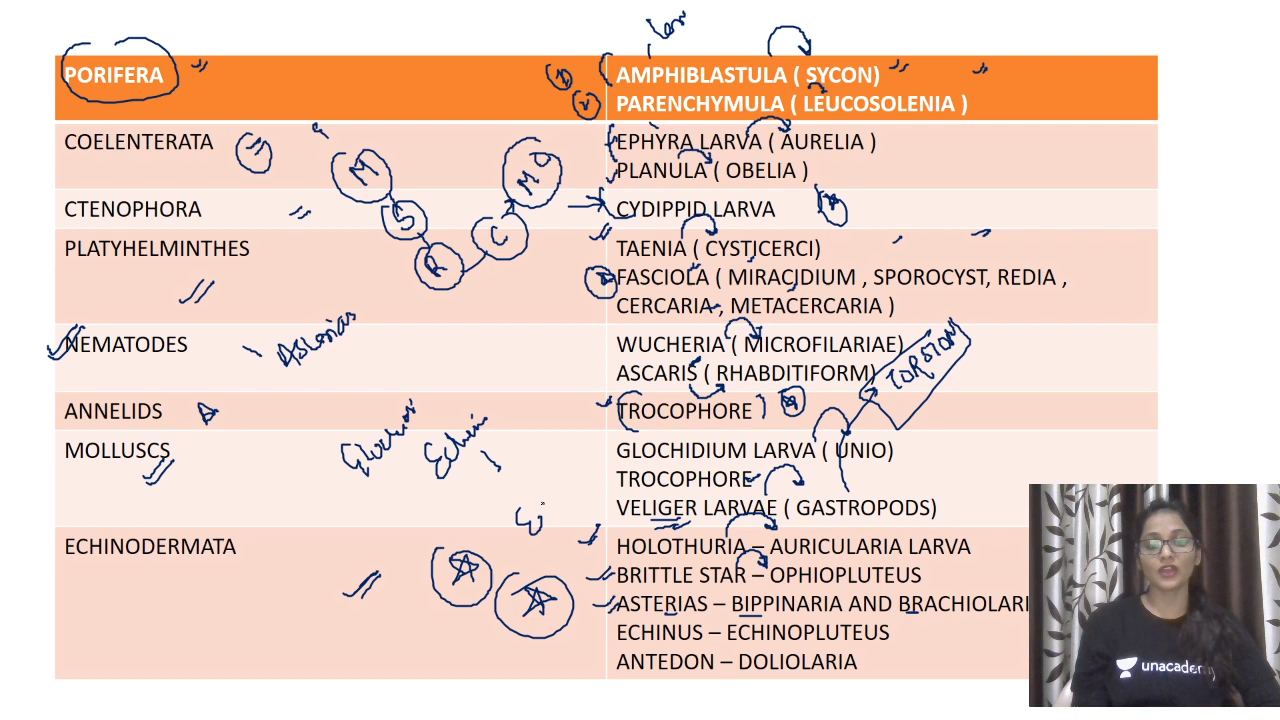 PORIFERA
AMPHIBLASTULA ( SYCON)
PARENCHYMULA ( LEUCOSOLENIA )
COELENTERATA
EPHYRA LARVA ( AURELIA )
PLANULA ( OBELIA )
CTENOPHORA
CYDIPPID LARVA
PLATYHELMINTHES
TAENIA ( CYSTICERCI)
FASCIOLA ( MIRACIDIUM , SPOROCYST, REDIA ,
CERCARIA , METACERCARIA )
M
S
R
C
NEMATODES
WUCHERIA ( MICROFILARIAE)
ASCARIS ( RHABDITIFORM)
TORSION
ANNELIDS
TROCOPHORE
MOLLUSCS
GLOCHIDIUM LARVA ( UNIO)
TROCOPHORE
VELIGER LARVAE ( GASTROPODS)
ECHINODERMATA
HOLOTHURIA – AURICULARIA LARVA
BRITTLE STAR – OPHIOPLUTEUS
ASTERIAS – BIPPINARIA AND BRACHIOLARI
ECHINUS – ECHINOPLUTEUS
ANTEDON – DOLIOLARIA
unacademy